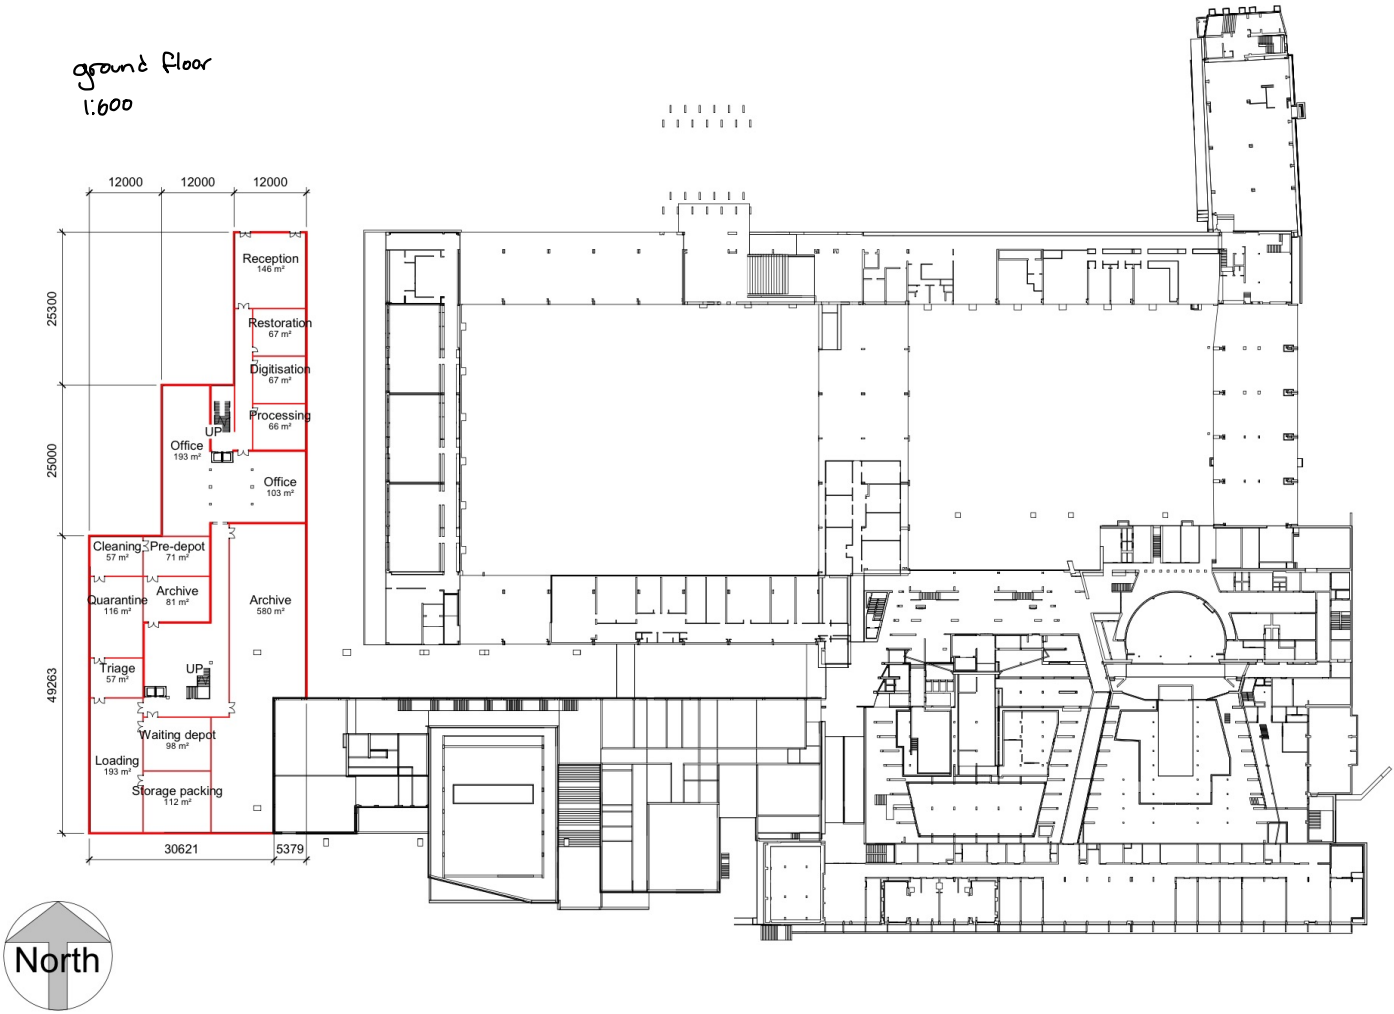 ground floor
1:600
12000
12000
12000
25300
25000
49263
Reception
146 m²
Restoration
67 m²
Digitisation
67 m²
Processing
66 m²
UP
Office
193 m²
Office
103 m²
Cleaning
57 m²
Pre-depot
71 m²
Quarantine
116 m²
Archive
81 m²
Archive
580 m²
Triage
57 m²
UP
Waiting depot
98 m²
Loading
193 m²
Storage packing
112 m²
30621
5379
North